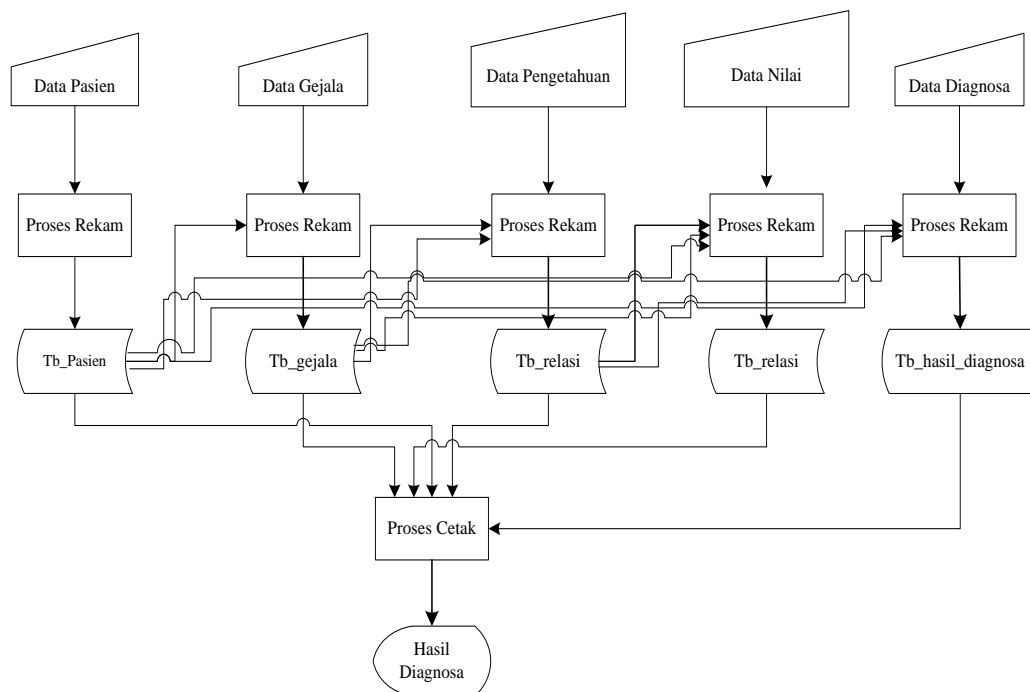 Data Pasien
Data Gejala
Data Pengetahuan
Data Nilai
Data Diagnosa
Proses Rekam
Proses Rekam
Proses Rekam
Proses Rekam
Proses Rekam
Tb_Pasien
Tb_gejala
Tb_relasi
Tb_relasi
Tb_hasil_diagnosa
Proses Cetak
Hasil
Diagnosa